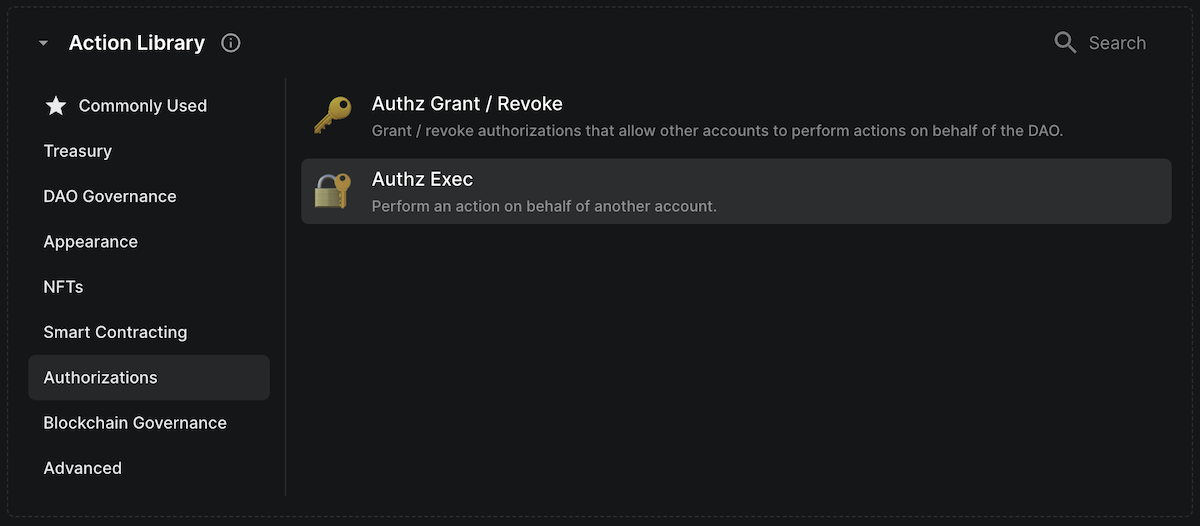 Action Library
Search
Commonly Used
Treasury
DAO Governance
Appearance
NFTs
Smart Contracting
Authorizations
Blockchain Governance
Advanced
Authz Grant / Revoke
Grant / revoke authorizations that allow other accounts to perform actions on behalf of the DAO.
Authz Exec
Perform an action on behalf of another account.